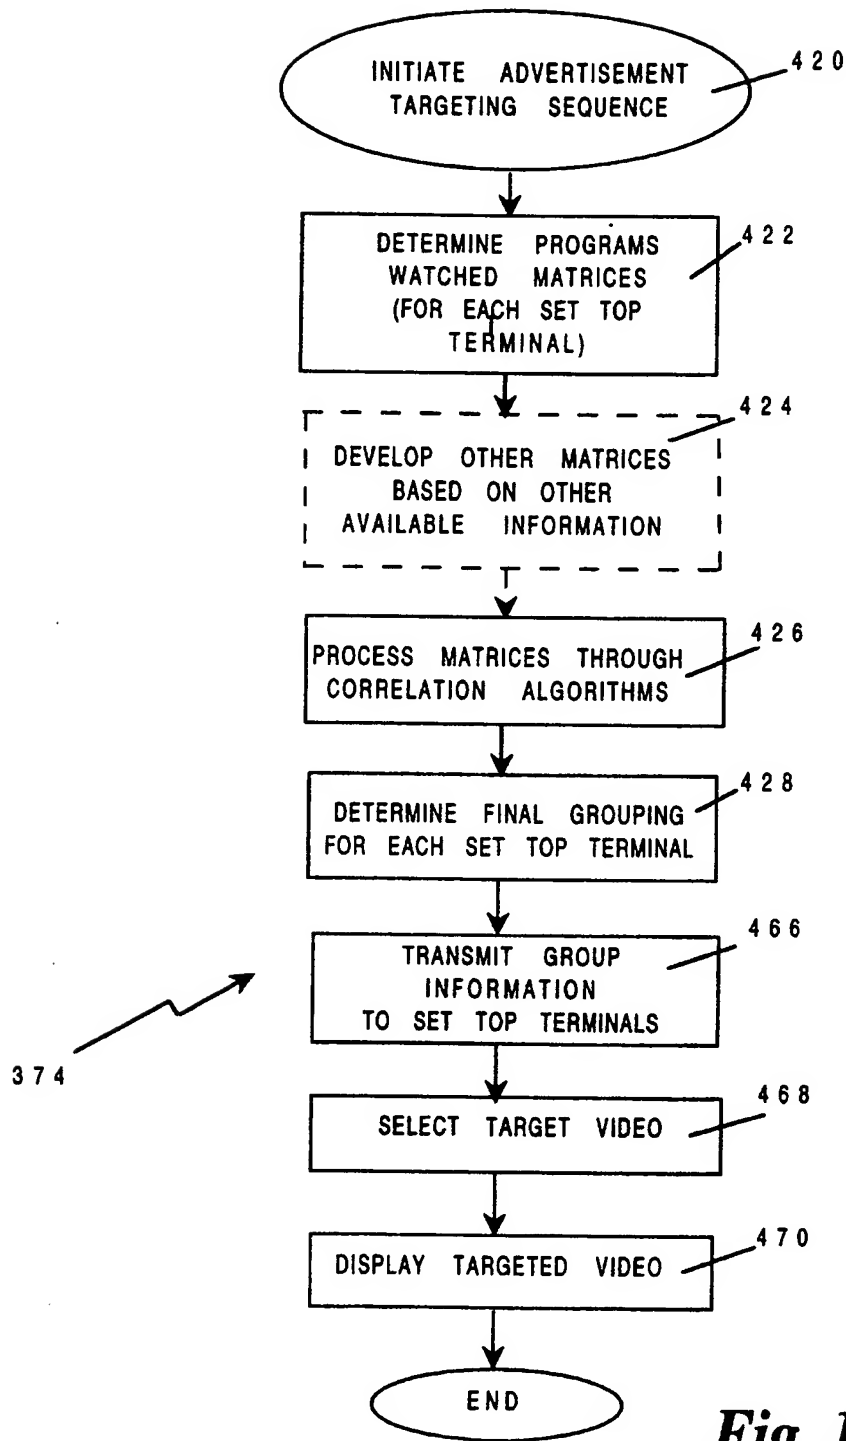 INITIATE ADVERTISEMENT
TARGETING SEQUENCE
420
DETERMINE PROGRAMS
WATCHED MATRICES
(FOR EACH SET TOP
TERMINAL)
422
DEVELOP OTHER MATRICES
BASED ON OTHER
AVAILABLE INFORMATION
424
PROCESS MATRICES THROUGH
CORRELATION ALGORITHMS
426
DETERMINE FINAL GROUPING
FOR EACH SET TOP TERMINAL
428
TRANSMIT GROUP
INFORMATION
TO SET TOP TERMINALS
466
374
SELECT TARGET VIDEO
468
DISPLAY TARGETED VIDEO
470
END
Fig.